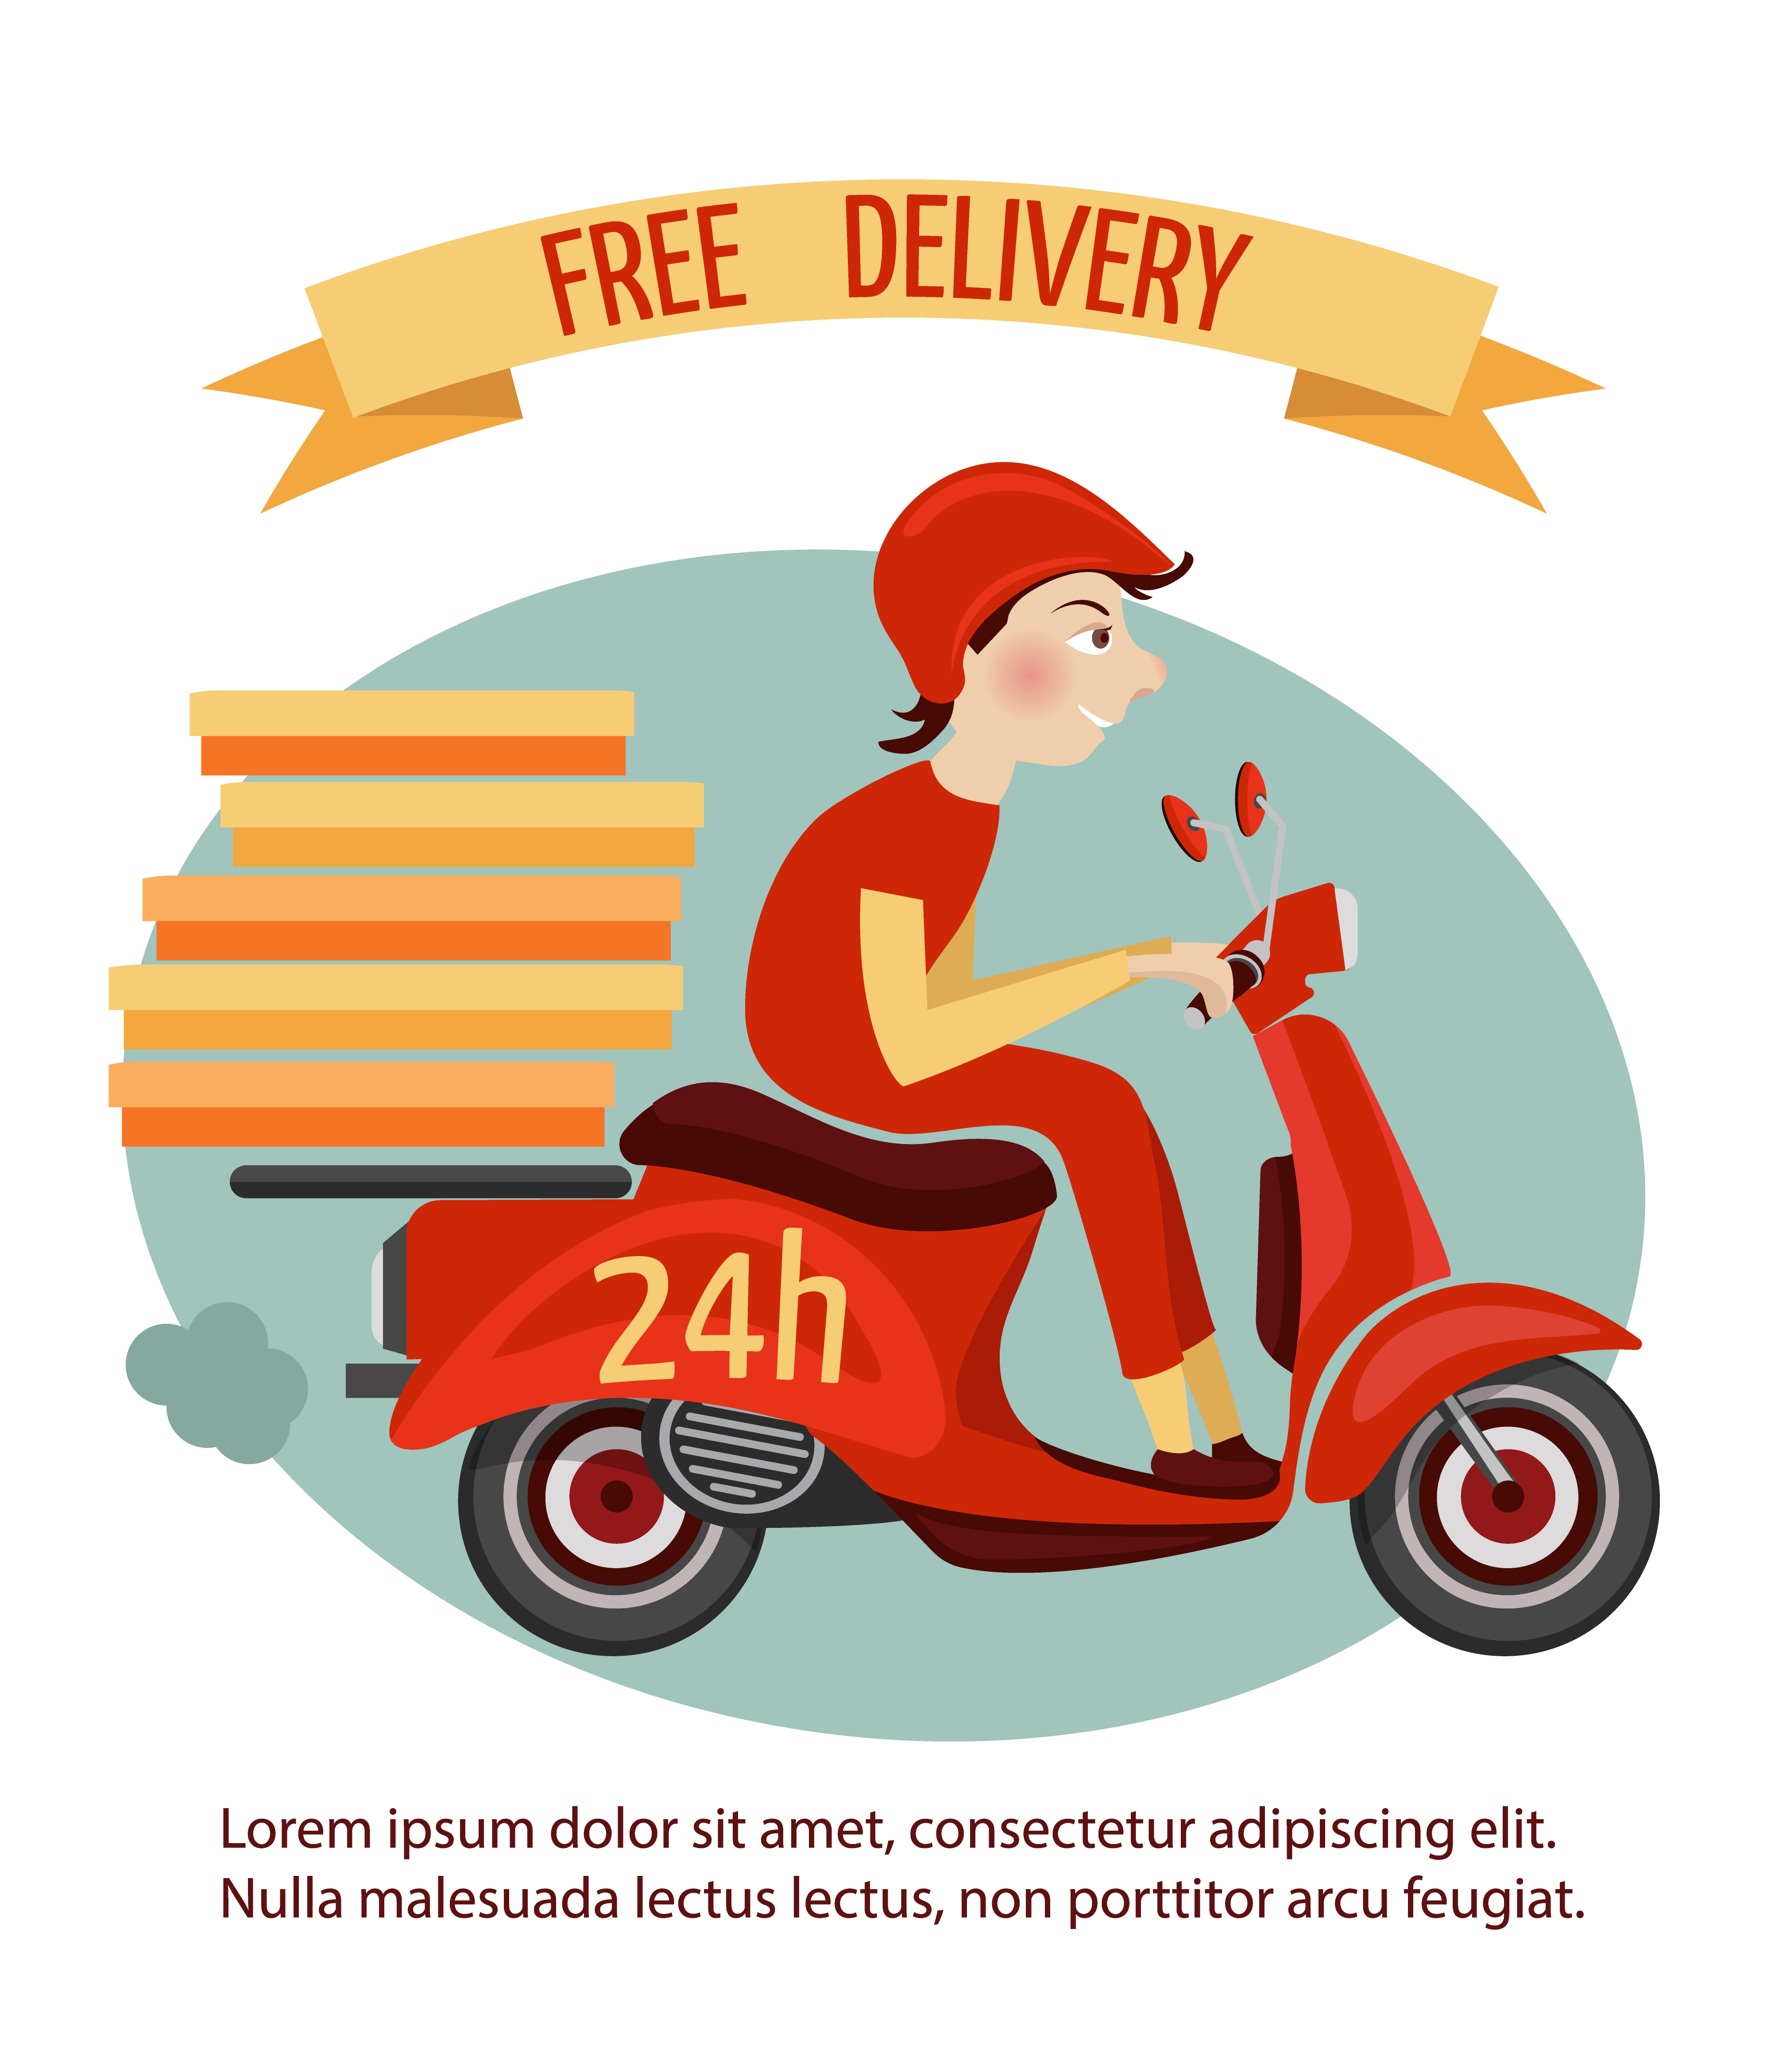 FREE DELIVERY
24h
Lorem ipsum dolor sit amet, consectetur adipiscing elit.
Nulla malesuada lectus lectus, non porttitor arcu feugiat.